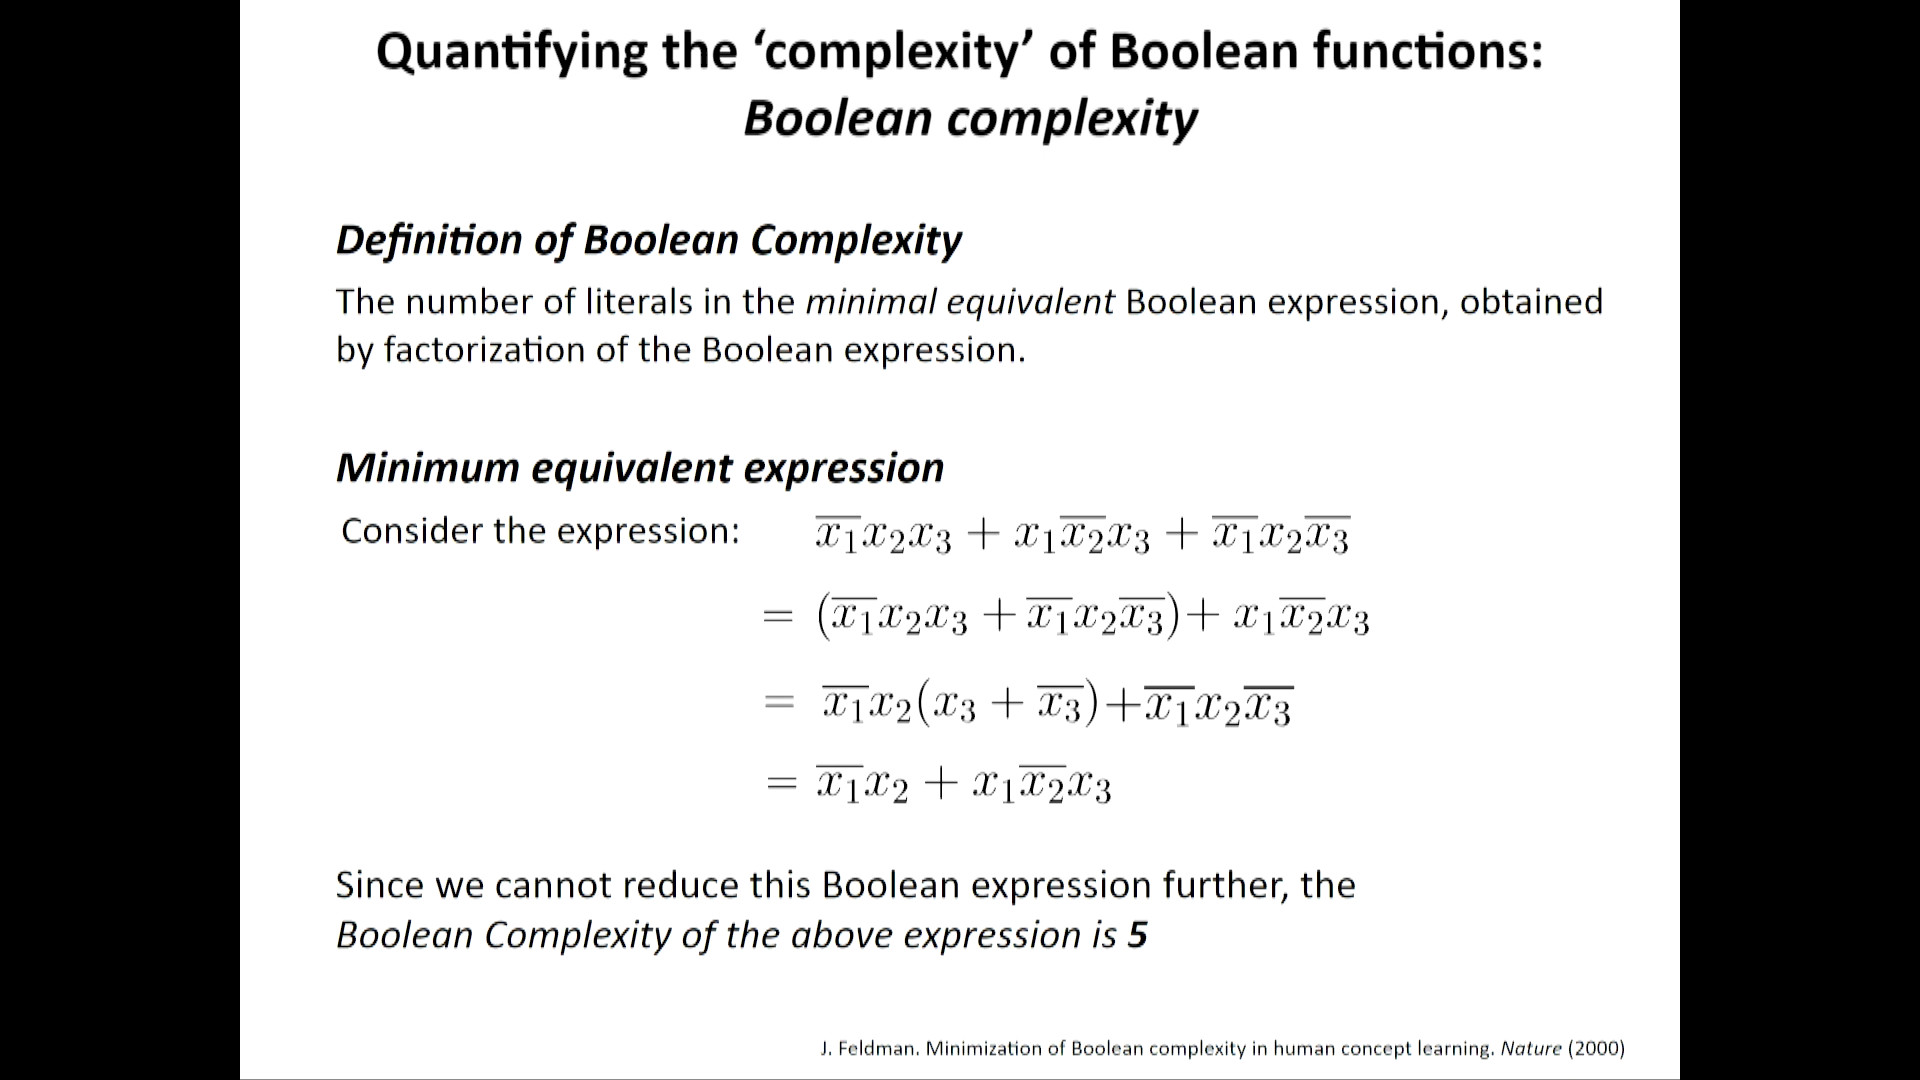 Quantifying the ‘complexity’ of Boolean functions:
Boolean complexity
Definition of Boolean Complexity
The number of literals in the minimal equivalent Boolean expression, obtained
by factorization of the Boolean expression.
Minimum equivalent expression
Consider the expression: x̅₁x₂x₃ + x₁x̅₂x₃ + x̅₁x₂x̅₃
= (x̅₁x₂x₃ + x̅₁x₂x̅₃)+ x₁x̅₂x₃
= x̅₁x₂(x₃ + x̅₃)+x̅₁x₂x̅₃
= x̅₁x₂ + x₁x̅₂x₃
Since we cannot reduce this Boolean expression further, the
Boolean Complexity of the above expression is 5
J. Feldman. Minimization of Boolean complexity in human concept learning. Nature (2000)